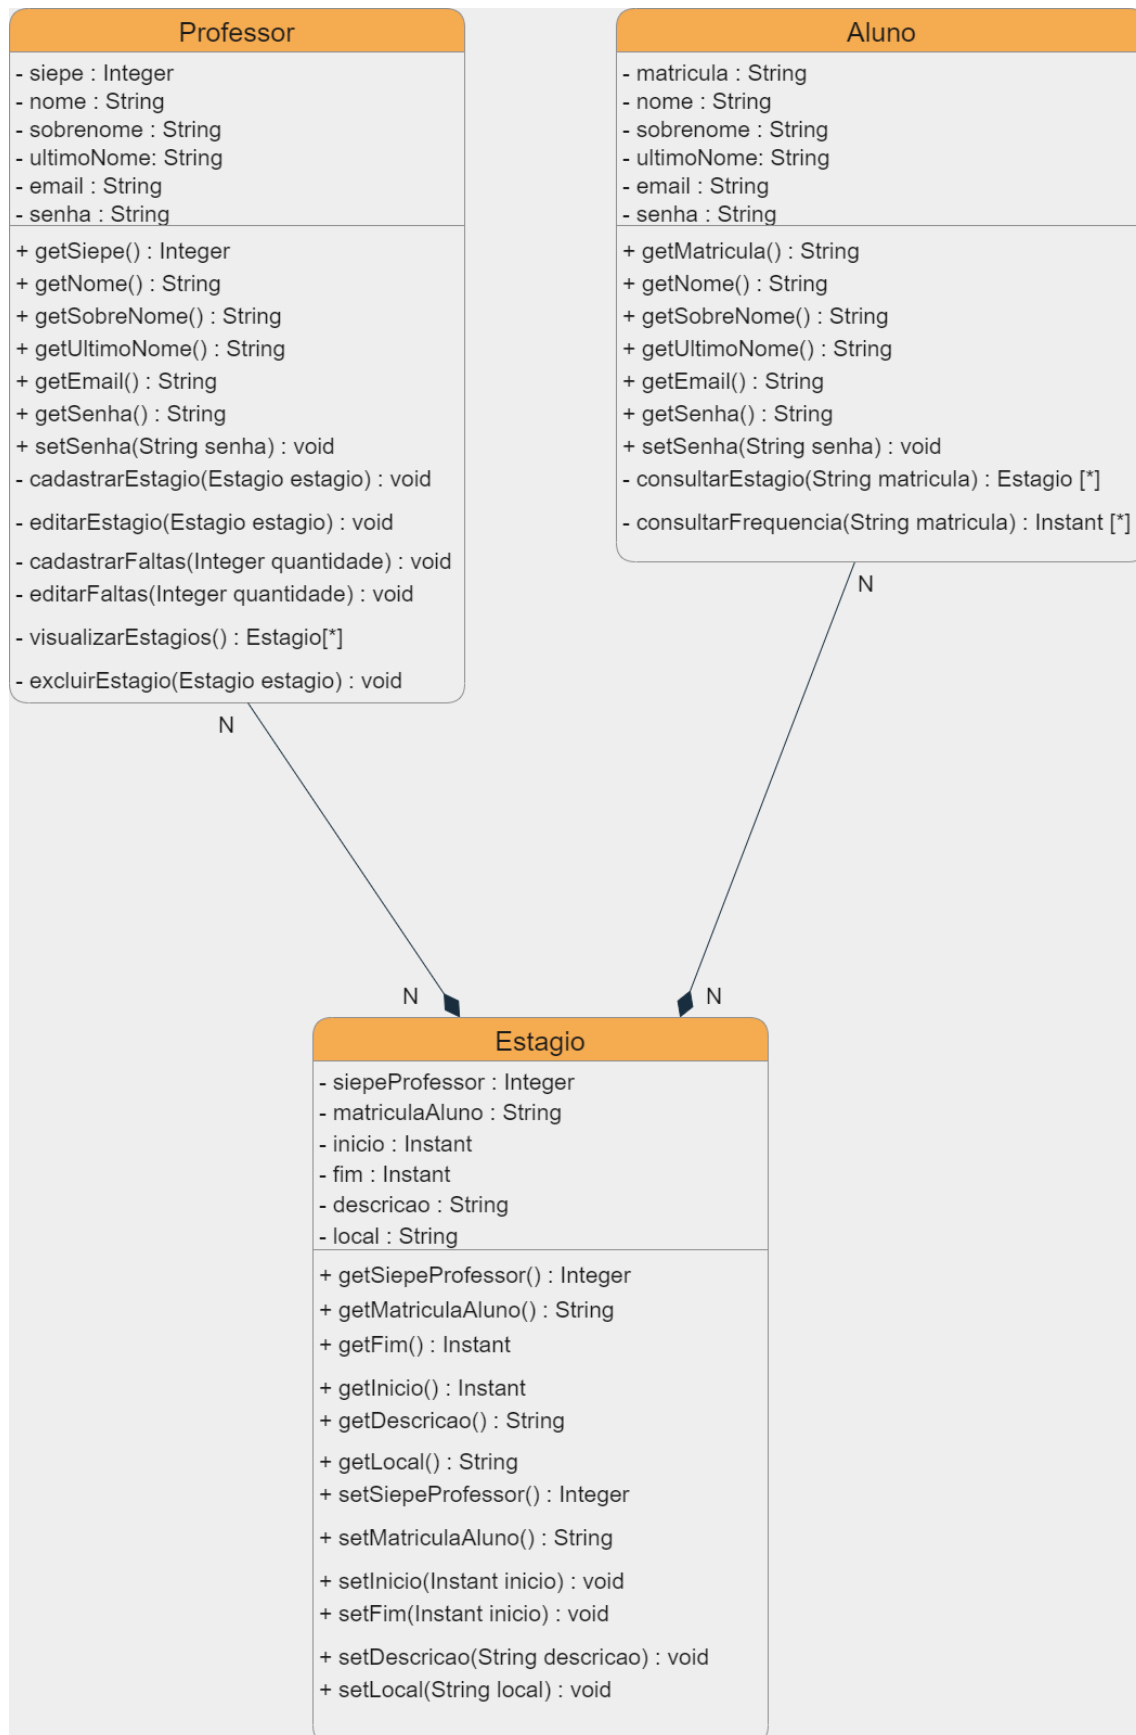 Professor
- siepe : Integer
- nome : String
- sobrenome : String
- ultimoNome: String
- email : String
- senha : String
+ getSiepe() : Integer
+ getNome() : String
+ getSobreNome() : String
+ getUltimoNome() : String
+ getEmail() : String
+ getSenha() : String
+ setSenha(String senha) : void
- cadastrarEstagio(Estagio estagio) : void
- editarEstagio(Estagio estagio) : void
- cadastrarFaltas(Integer quantidade) : void
- editarFaltas(Integer quantidade) : void
- visualizarEstagios() : Estagio[*]
- excluirEstagio(Estagio estagio) : void
Aluno
- matricula : String
- nome : String
- sobrenome : String
- ultimoNome: String
- email : String
- senha : String
+ getMatricula() : String
+ getNome() : String
+ getSobreNome() : String
+ getUltimoNome() : String
+ getEmail() : String
+ getSenha() : String
+ setSenha(String senha) : void
- consultarEstagio(String matricula) : Estagio [*]
- consultarFrequencia(String matricula) : Instant [*]
N
N
N
N
Estagio
- siepeProfessor : Integer
- matriculaAluno : String
- inicio : Instant
- fim : Instant
- descricao : String
- local : String
+ getSiepeProfessor() : Integer
+ getMatriculaAluno() : String
+ getFim() : Instant
+ getInicio() : Instant
+ getDescricao() : String
+ getLocal() : String
+ setSiepeProfessor() : Integer
+ setMatriculaAluno() : String
+ setInicio(Instant inicio) : void
+ setFim(Instant inicio) : void
+ setDescricao(String descricao) : void
+ setLocal(String local) : void